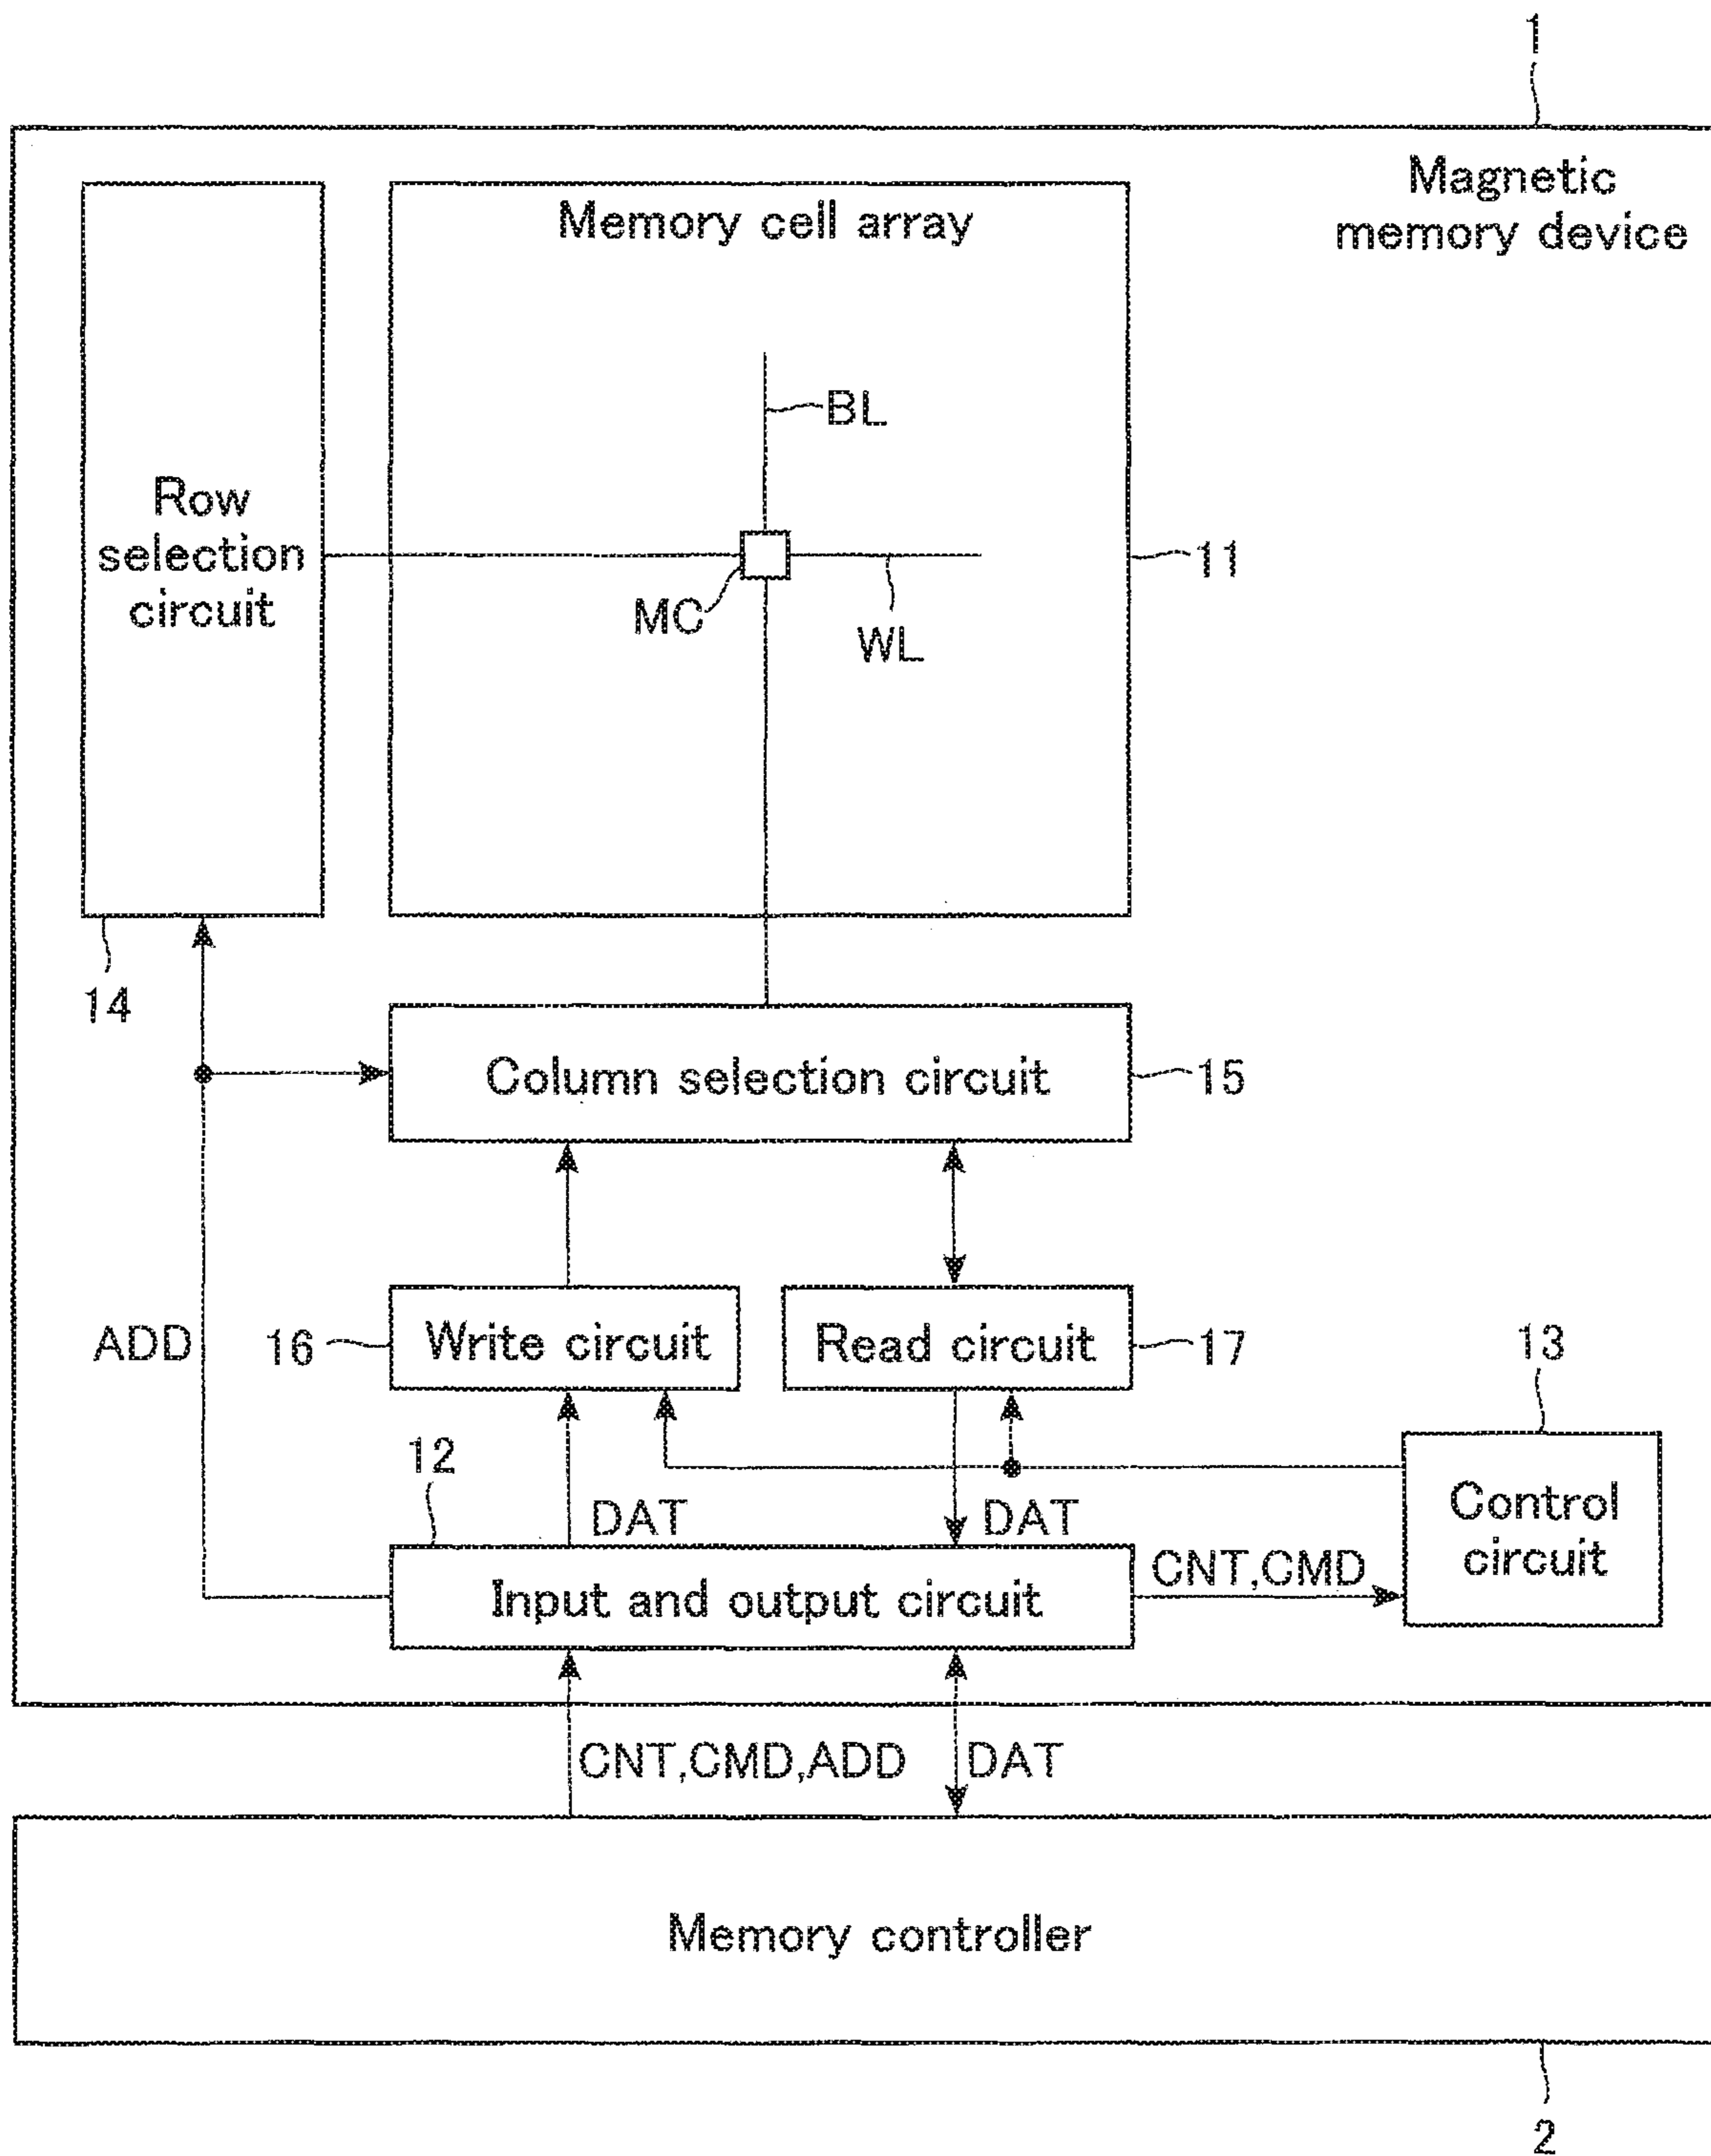 1
Magnetic
memory device
Memory cell array
BL
Row
selection
circuit
11
MC
WL
14
Column selection circuit
15
ADD
16
Write circuit
Read circuit
17
13
12
DAT
DAT
Control
circuit
CNT,CMD
Input and output circuit
CNT,CMD,ADD
DAT
Memory controller
2